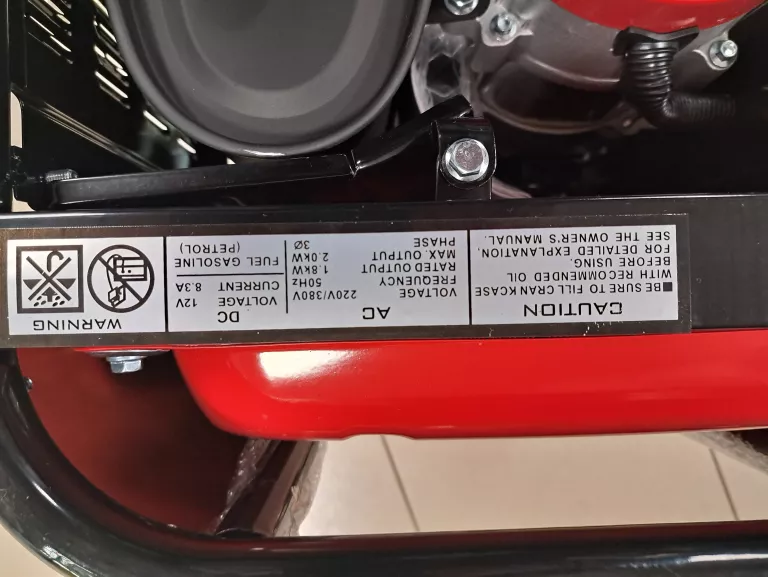 CAUTION
■BE SURE TO FILL CRANKCASE
WITH RECOMMENDED OIL
BEFORE USING.
FOR DETAILED EXPLANATION.
SEE THE OWNER'S MANUAL.
AC
VOLTAGE 220V/380V
FREQUENCY 50Hz
RATED OUTPUT 1.8kW
MAX. OUTPUT 2.0kW
PHASE 3Ø
DC
VOLTAGE 12V
CURRENT 8.3A
FUEL GASOLINE
(PETROL)
WARNING